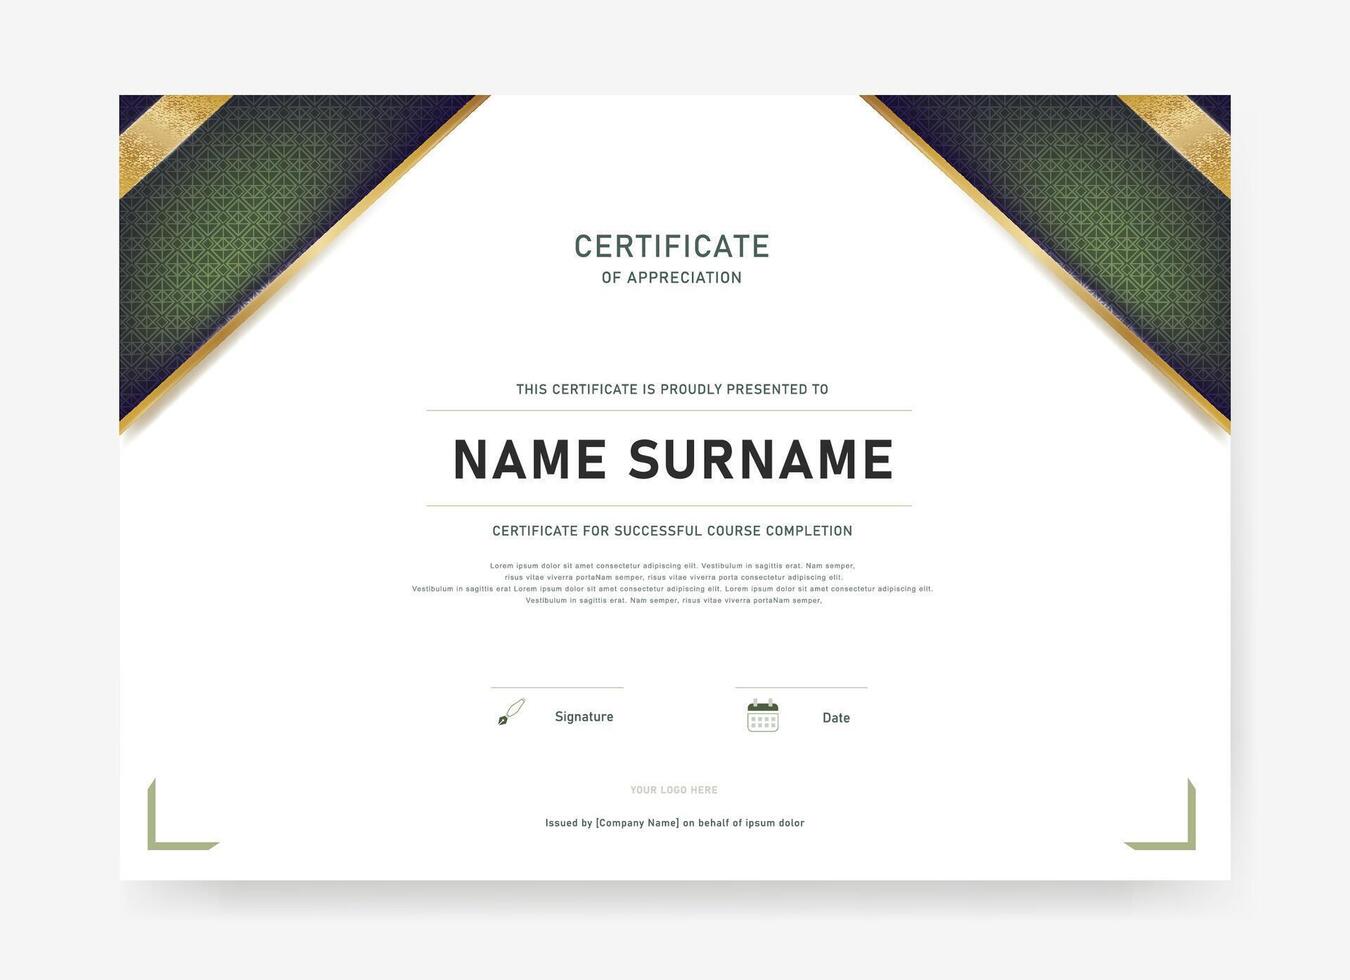 CERTIFICATE
OF APPRECIATION
THIS CERTIFICATE IS PROUDLY PRESENTED TO
NAME SURNAME
CERTIFICATE FOR SUCCESSFUL COURSE COMPLETION
Lorem ipsum dolor sit amet consectetur adipiscing elit. Vestibulum in sagittis erat. Nam semper,
risus vitae viverra portaNam semper, risus vitae viverra porta consectetur adipiscing elit.
Vestibulum in sagittis erat Lorem ipsum dolor sit amet consectetur adipiscing elit. Lorem ipsum dolor sit amet consectetur adipiscing elit.
Vestibulum in sagittis erat. Nam semper, risus vitae viverra portaNam semper,
Signature
Date
YOUR LOGO HERE
Issued by [Company Name] on behalf of ipsum dolor